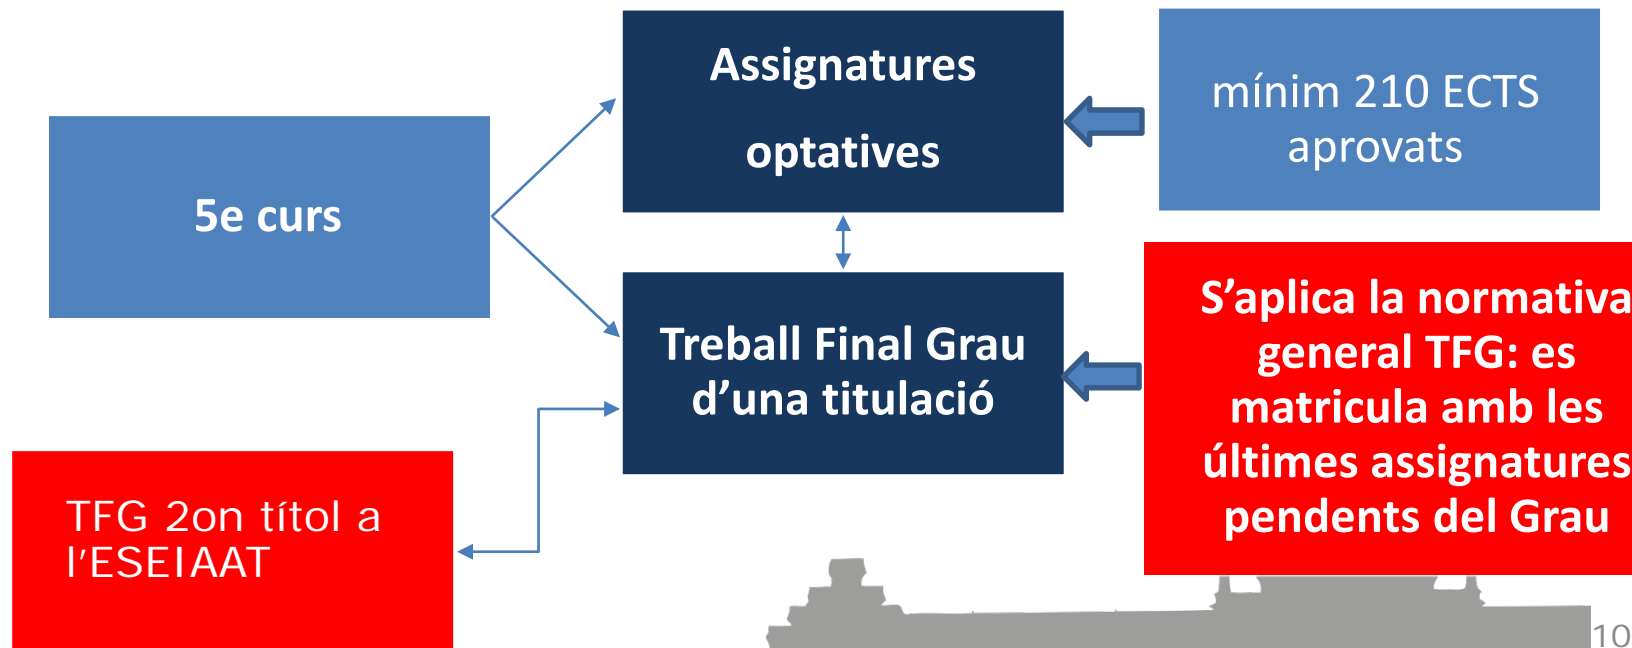 Assignatures
optatives
mínim 210 ECTS
aprovats
5e curs
Treball Final Grau
d’una titulació
S’aplica la normativa
general TFG: es
matricula amb les
últimes assignatures
pendents del Grau
TFG 2on títol a
l’ESEIAAT
10